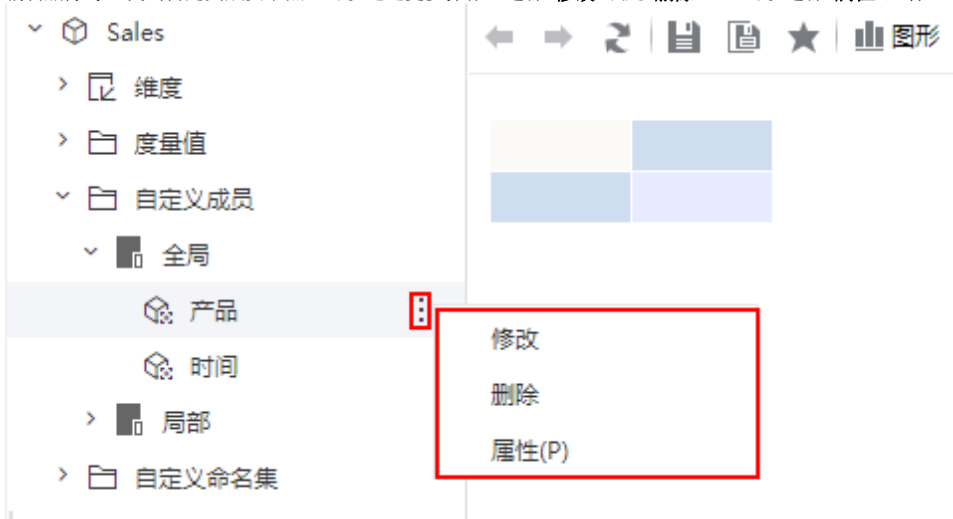 Sales
图形
维度
度量值
自定义成员
全局
产品
时间
局部
自定义命名集
修改
删除
属性(P)